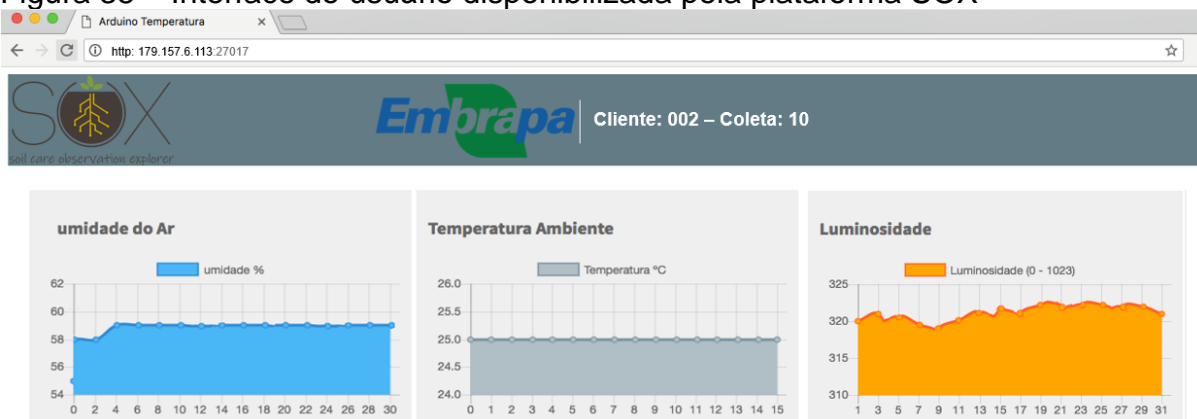 Figura 38 – Interface do usuário disponibilizada pela plataforma SOX
Arduino Temperatura
http: 179.157.6.113:27017
SOX
soil care observation explorer
Embrapa
Cliente: 002 – Coleta: 10
umidade do Ar
umidade %
62
60
58
56
54
0 2 4 6 8 10 12 14 16 18 20 22 24 26 28 30
Temperatura Ambiente
Temperatura ºC
26.0
25.5
25.0
24.5
24.0
0 1 2 3 4 5 6 7 8 9 10 11 12 13 14 15
Luminosidade
Luminosidade (0 - 1023)
325
320
315
310
1 3 5 7 9 11 13 15 17 19 21 23 25 27 29 31